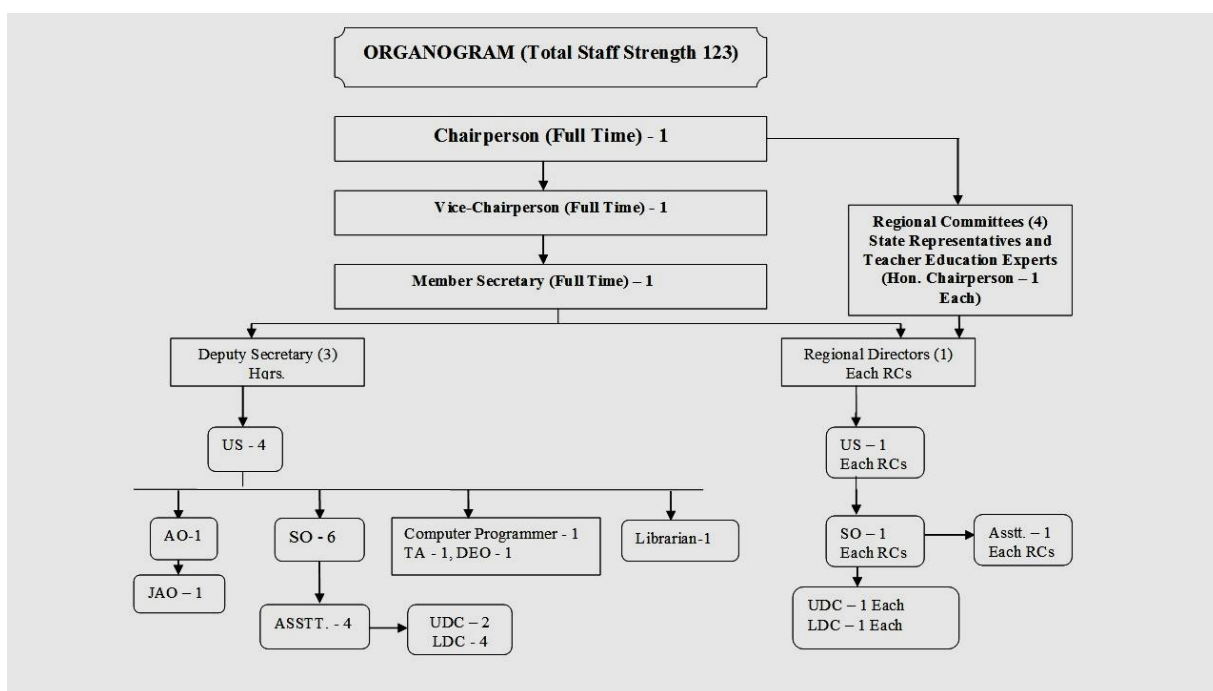 ORGANOGRAM (Total Staff Strength 123)
Chairperson (Full Time) - 1
Vice-Chairperson (Full Time) - 1
Member Secretary (Full Time) – 1
Regional Committees (4)
State Representatives and
Teacher Education Experts
(Hon. Chairperson – 1
Each)
Deputy Secretary (3)
Hqrs.
Regional Directors (1)
Each RCs
US - 4
US – 1
Each RCs
AO-1
SO - 6
Computer Programmer - 1
TA - 1, DEO - 1
Librarian-1
SO – 1
Each RCs
Asstt. – 1
Each RCs
JAO – 1
ASSTT. - 4
UDC – 2
LDC - 4
UDC – 1 Each
LDC – 1 Each